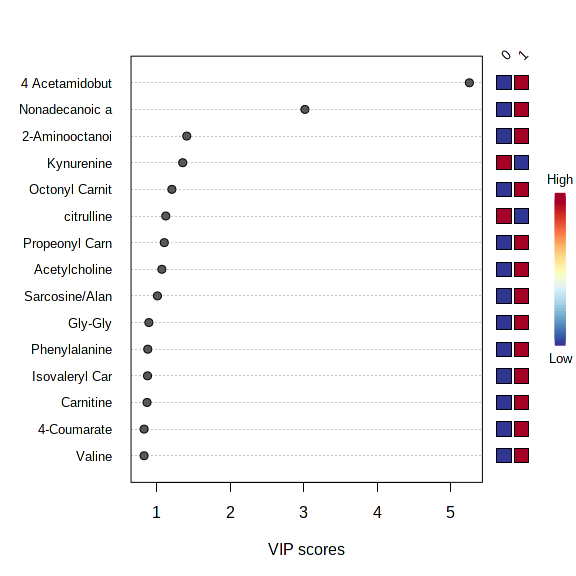 0 1
4 Acetamidobut
Nonadecanoic a
2-Aminooctanoi
Kynurenine
Octonyl Carnit
citrulline
Propeonyl Carn
Acetylcholine
Sarcosine/Alan
Gly-Gly
Phenylalanine
Isovaleryl Car
Carnitine
4-Coumarate
Valine
High
Low
1 2 3 4 5
VIP scores